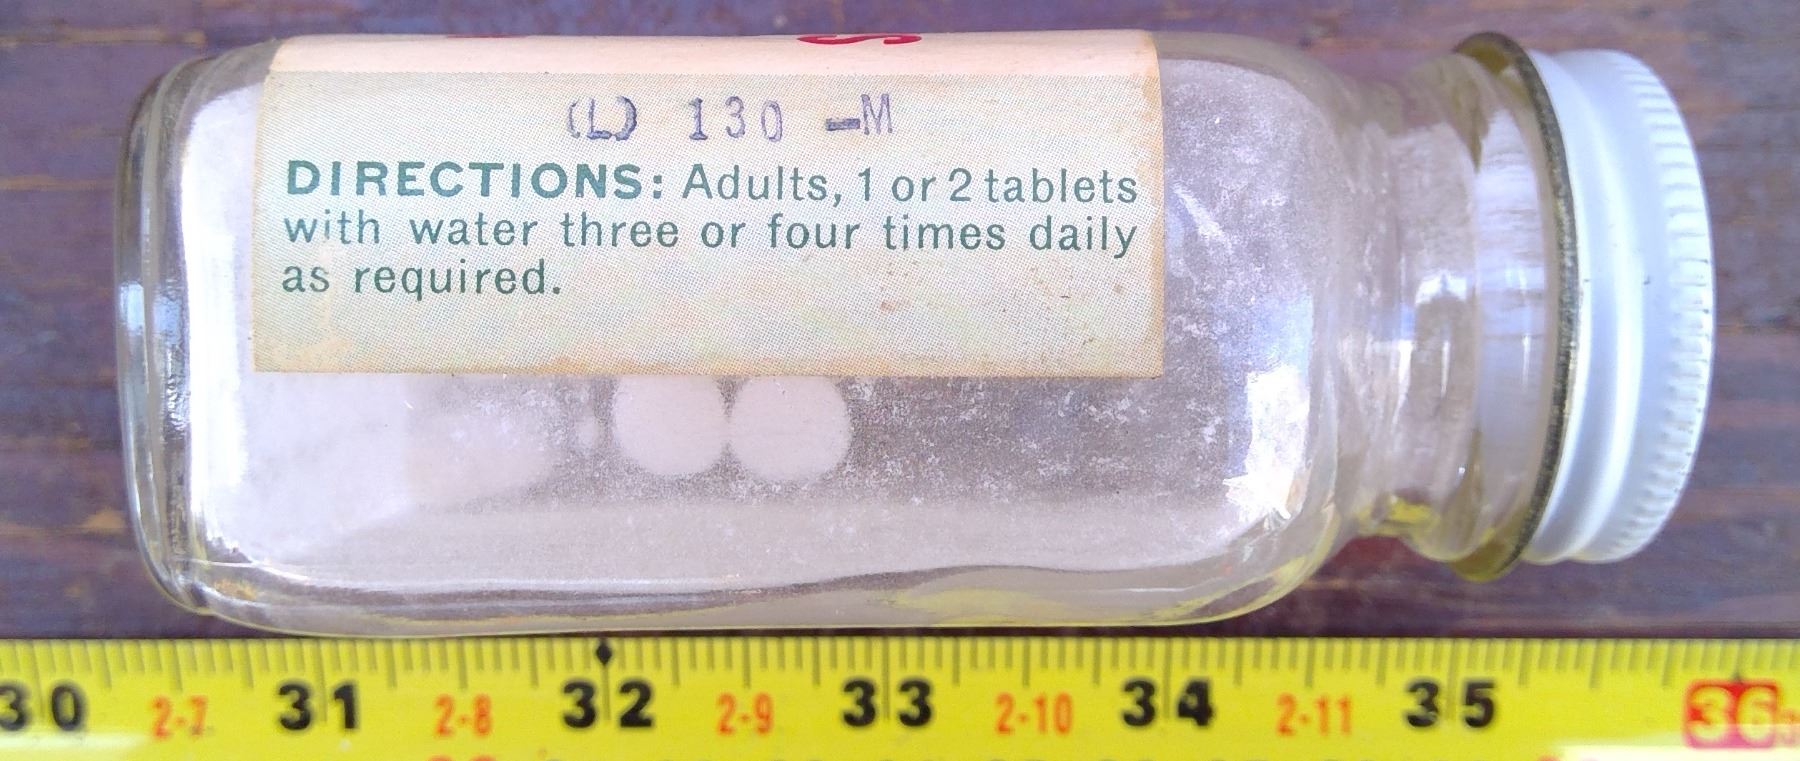 S
(L) 130 -M
DIRECTIONS: Adults, 1 or 2 tablets
with water three or four times daily
as required.
30 2-7 31 2-8 32 2-9 33 2-10 34 2-11 35 36